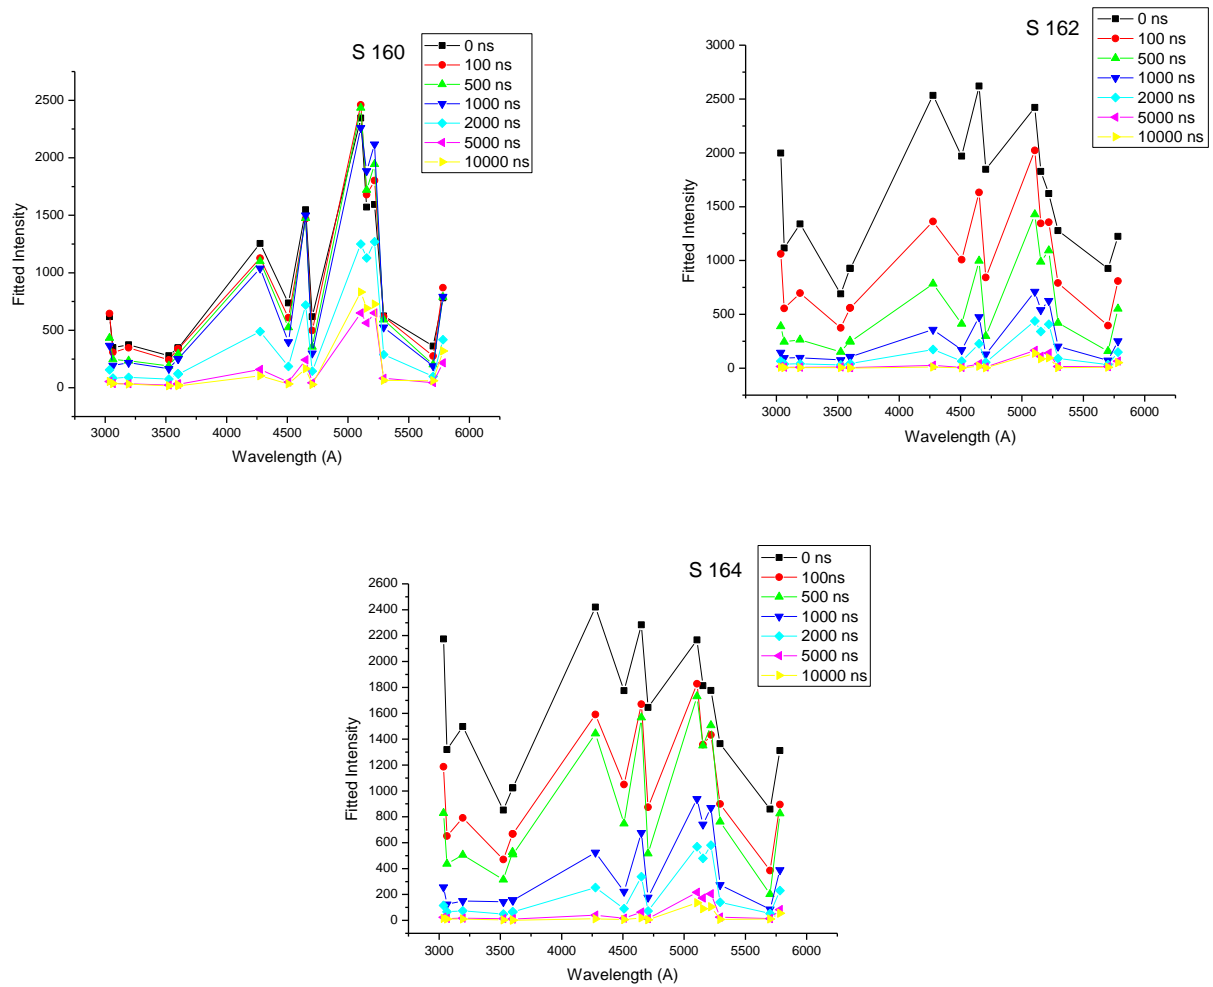 S 160
0 ns
100 ns
500 ns
1000 ns
2000 ns
5000 ns
10000 ns
2500
2000
1500
1000
500
0
Fitted Intensity
3000 3500 4000 4500 5000 5500 6000
Wavelength (A)
S 162
0 ns
100 ns
500 ns
1000 ns
2000 ns
5000 ns
10000 ns
3000
2500
2000
1500
1000
500
0
Fitted Intensity
3000 3500 4000 4500 5000 5500 6000
Wavelength (A)
S 164
0 ns
100ns
500 ns
1000 ns
2000 ns
5000 ns
10000 ns
2600
2400
2200
2000
1800
1600
1400
1200
1000
800
600
400
200
0
Fitted Intensity
3000 3500 4000 4500 5000 5500 6000
Wavelength (A)